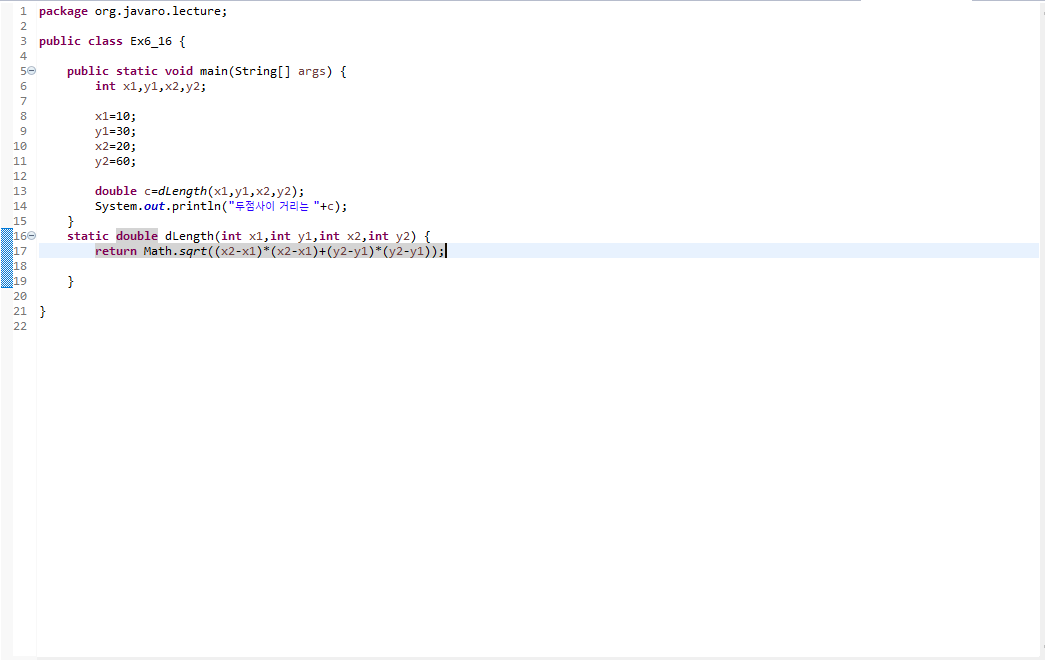 1 package org.javaro.lecture;
2
3 public class Ex6_16 {
4
5 public static void main(String[] args) {
6 int x1,y1,x2,y2;
7
8 x1=10;
9 y1=30;
10 x2=20;
11 y2=60;
12
13 double c=dLength(x1,y1,x2,y2);
14 System.out.println("두점사이 거리는 "+c);
15 }
16 static double dLength(int x1,int y1,int x2,int y2) {
17 return Math.sqrt((x2-x1)*(x2-x1)+(y2-y1)*(y2-y1));
18
19 }
20
21 }
22